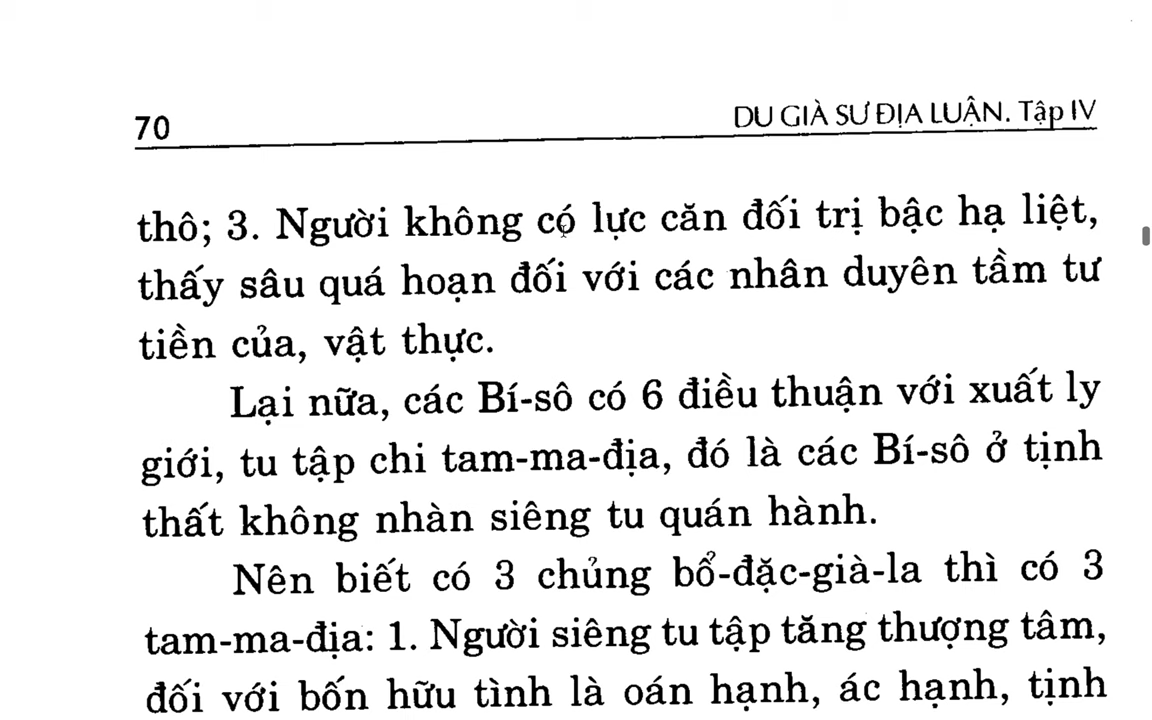 70
DU GIÀ SƯ ĐỊA LUẬN. Tập IV
thô; 3. Người không có lực căn đối trị bậc hạ liệt,
thấy sâu quá hoạn đối với các nhân duyên tầm tư
tiền của, vật thực.
Lại nữa, các Bí-sô có 6 điều thuận với xuất ly
giới, tu tập chi tam-ma-địa, đó là các Bí-sô ở tịnh
thất không nhàn siêng tu quán hành.
Nên biết có 3 chủng bổ-đặc-già-la thì có 3
tam-ma-địa: 1. Người siêng tu tập tăng thượng tâm,
đối với bốn hữu tình là oán hạnh, ác hạnh, tịnh